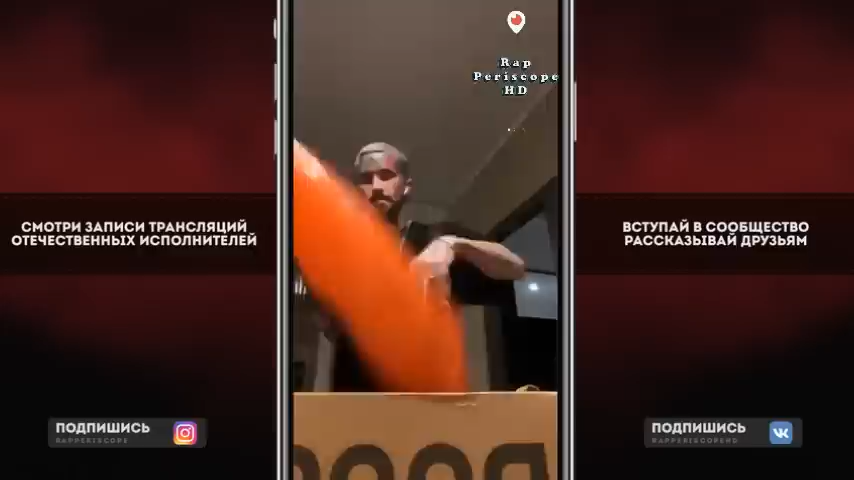 Rap
Periscope
HD
СМОТРИ ЗАПИСИ ТРАНСЛЯЦИЙ
ОТЕЧЕСТВЕННЫХ ИСПОЛНИТЕЛЕЙ
ВСТУПАЙ В СООБЩЕСТВО
РАССКАЗЫВАЙ ДРУЗЬЯМ
ПОДПИШИСЬ
RAPPERISCOPE
ПОДПИШИСЬ
RAPPERISCOPEHD